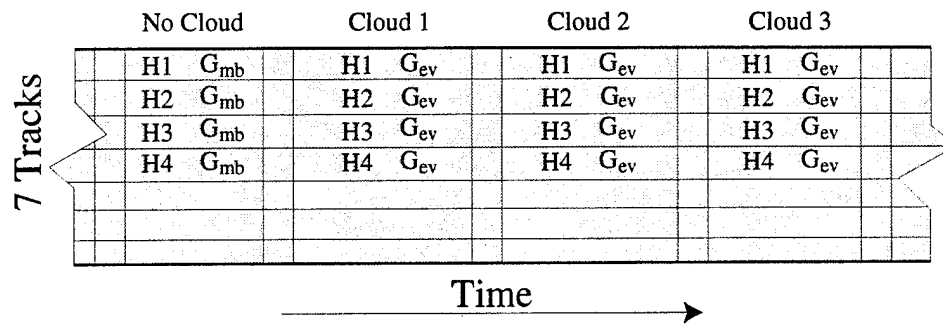 No Cloud Cloud 1 Cloud 2 Cloud 3
H1 Gmb H1 Gev H1 Gev H1 Gev
H2 Gmb H2 Gev H2 Gev H2 Gev
H3 Gmb H3 Gev H3 Gev H3 Gev
H4 Gmb H4 Gev H4 Gev H4 Gev
7 Tracks
Time